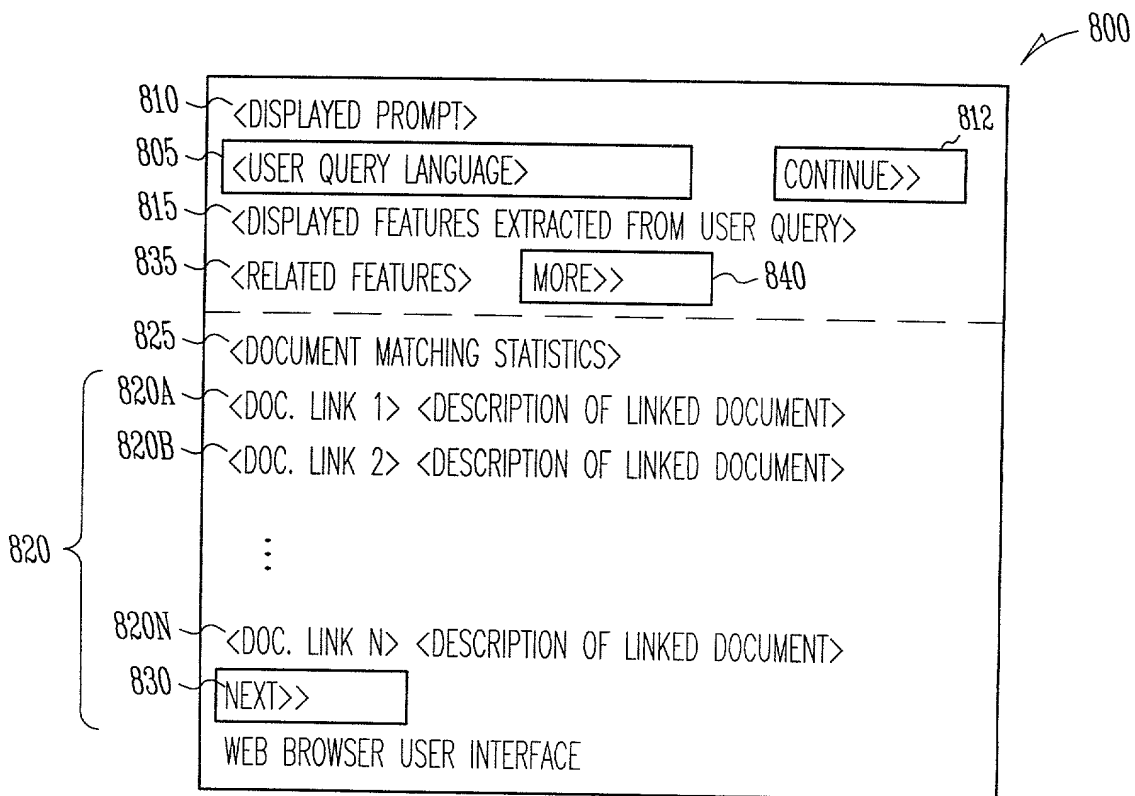 800
810 <DISPLAYED PROMPT> 812
805 <USER QUERY LANGUAGE> CONTINUE>>
815 <DISPLAYED FEATURES EXTRACTED FROM USER QUERY>
835 <RELATED FEATURES> MORE>> 840
825 <DOCUMENT MATCHING STATISTICS>
820A <DOC. LINK 1> <DESCRIPTION OF LINKED DOCUMENT>
820B <DOC. LINK 2> <DESCRIPTION OF LINKED DOCUMENT>
820
820N <DOC. LINK N> <DESCRIPTION OF LINKED DOCUMENT>
830 NEXT>>
WEB BROWSER USER INTERFACE